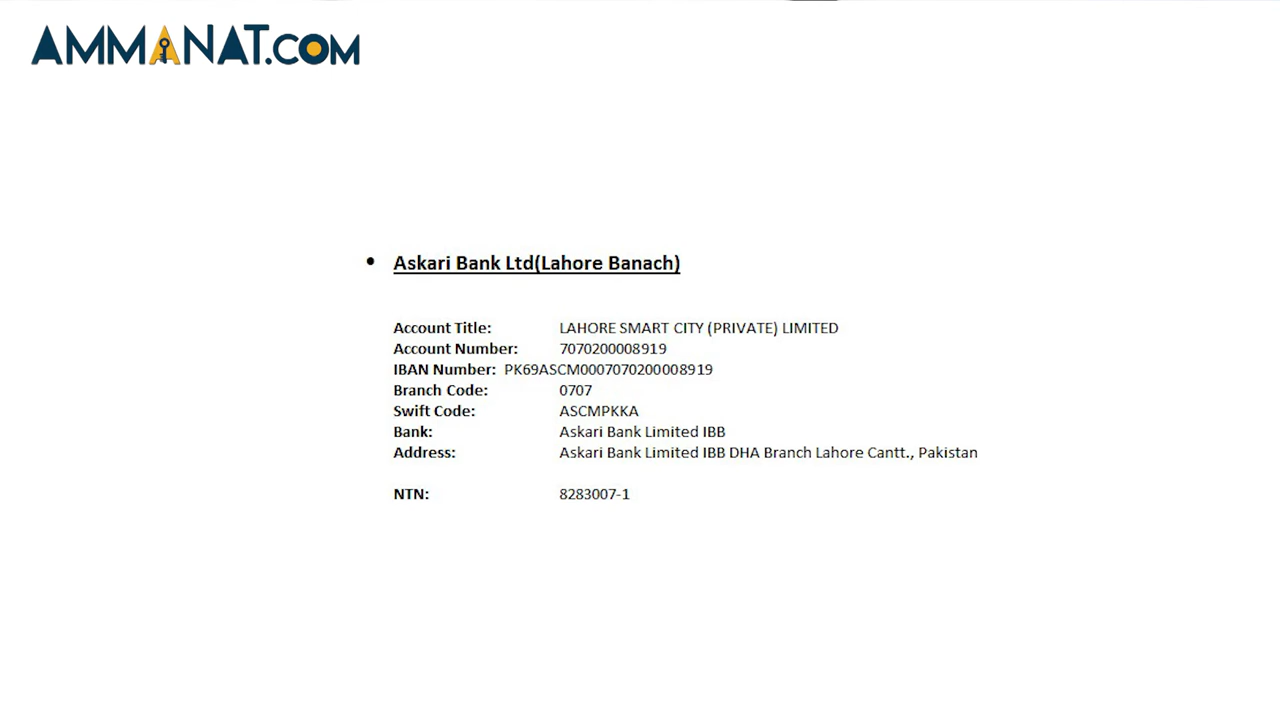 AMMANAT.COM
• Askari Bank Ltd(Lahore Banach)
Account Title: LAHORE SMART CITY (PRIVATE) LIMITED
Account Number: 7070200008919
IBAN Number: PK69ASCM0007070200008919
Branch Code: 0707
Swift Code: ASCMPKKA
Bank: Askari Bank Limited IBB
Address: Askari Bank Limited IBB DHA Branch Lahore Cantt., Pakistan
NTN: 8283007-1